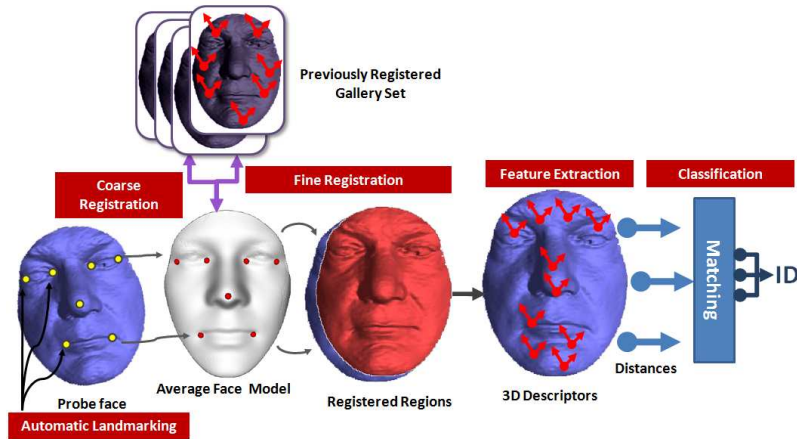 Previously Registered
Gallery Set
Coarse
Registration
Fine Registration
Feature Extraction
Classification
Matching
ID
Distances
Average Face Model
Registered Regions
3D Descriptors
Probe face
Automatic Landmarking